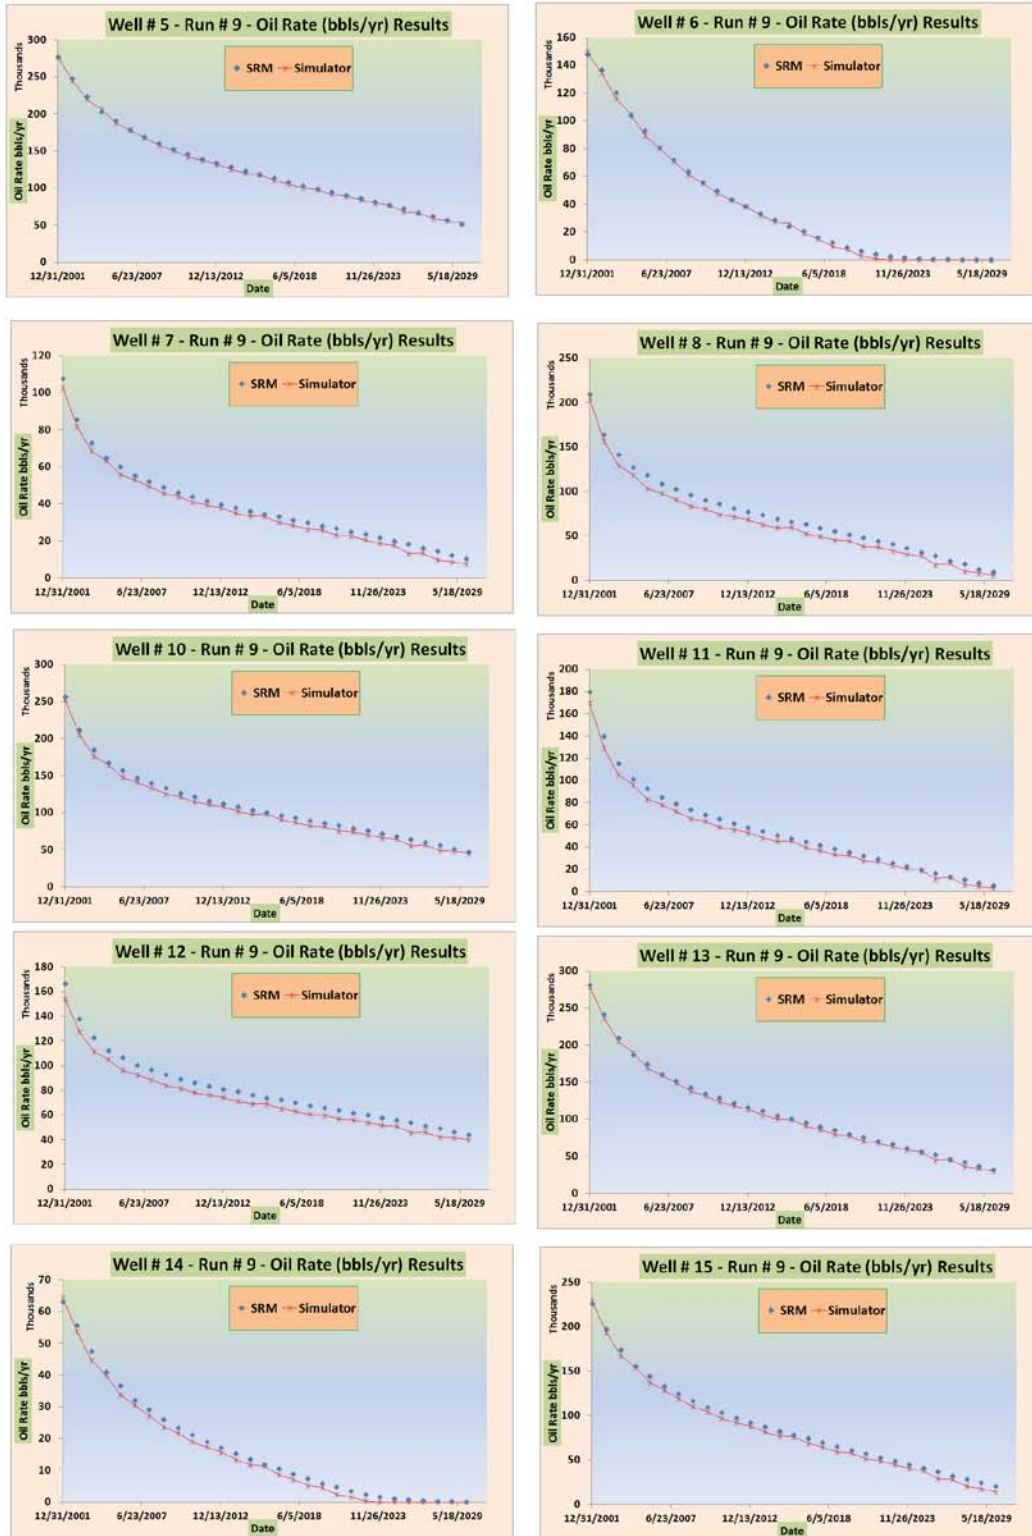 Well # 5 - Run # 9 - Oil Rate (bbls/yr) Results
Thousands
Oil Rate bbls/yr
SRM Simulator
300
250
200
150
100
50
0
12/31/2001 6/23/2007 12/13/2012 6/5/2018 11/26/2023 5/18/2029
Date
Well # 6 - Run # 9 - Oil Rate (bbls/yr) Results
Thousands
Oil Rate bbls/yr
SRM Simulator
160
140
120
100
80
60
40
20
0
12/31/2001 6/23/2007 12/13/2012 6/5/2018 11/26/2023 5/18/2029
Date
Well # 7 - Run # 9 - Oil Rate (bbls/yr) Results
Thousands
Oil Rate bbls/yr
SRM Simulator
120
100
80
60
40
20
0
12/31/2001 6/23/2007 12/13/2012 6/5/2018 11/26/2023 5/18/2029
Date
Well # 8 - Run # 9 - Oil Rate (bbls/yr) Results
Thousands
Oil Rate bbls/yr
SRM Simulator
250
200
150
100
50
0
12/31/2001 6/23/2007 12/13/2012 6/5/2018 11/26/2023 5/18/2029
Date
Well # 10 - Run # 9 - Oil Rate (bbls/yr) Results
Thousands
Oil Rate bbls/yr
SRM Simulator
300
250
200
150
100
50
0
12/31/2001 6/23/2007 12/13/2012 6/5/2018 11/26/2023 5/18/2029
Date
Well # 11 - Run # 9 - Oil Rate (bbls/yr) Results
Thousands
Oil Rate bbls/yr
SRM Simulator
200
180
160
140
120
100
80
60
40
20
0
12/31/2001 6/23/2007 12/13/2012 6/5/2018 11/26/2023 5/18/2029
Date
Well # 12 - Run # 9 - Oil Rate (bbls/yr) Results
Thousands
Oil Rate bbls/yr
SRM Simulator
180
160
140
120
100
80
60
40
20
0
12/31/2001 6/23/2007 12/13/2012 6/5/2018 11/26/2023 5/18/2029
Date
Well # 13 - Run # 9 - Oil Rate (bbls/yr) Results
Thousands
Oil Rate bbls/yr
SRM Simulator
300
250
200
150
100
50
0
12/31/2001 6/23/2007 12/13/2012 6/5/2018 11/26/2023 5/18/2029
Date
Well # 14 - Run # 9 - Oil Rate (bbls/yr) Results
Thousands
Oil Rate bbls/yr
SRM Simulator
70
60
50
40
30
20
10
0
12/31/2001 6/23/2007 12/13/2012 6/5/2018 11/26/2023 5/18/2029
Date
Well # 15 - Run # 9 - Oil Rate (bbls/yr) Results
Thousands
Oil Rate bbls/yr
SRM Simulator
250
200
150
100
50
0
12/31/2001 6/23/2007 12/13/2012 6/5/2018 11/26/2023 5/18/2029
Date